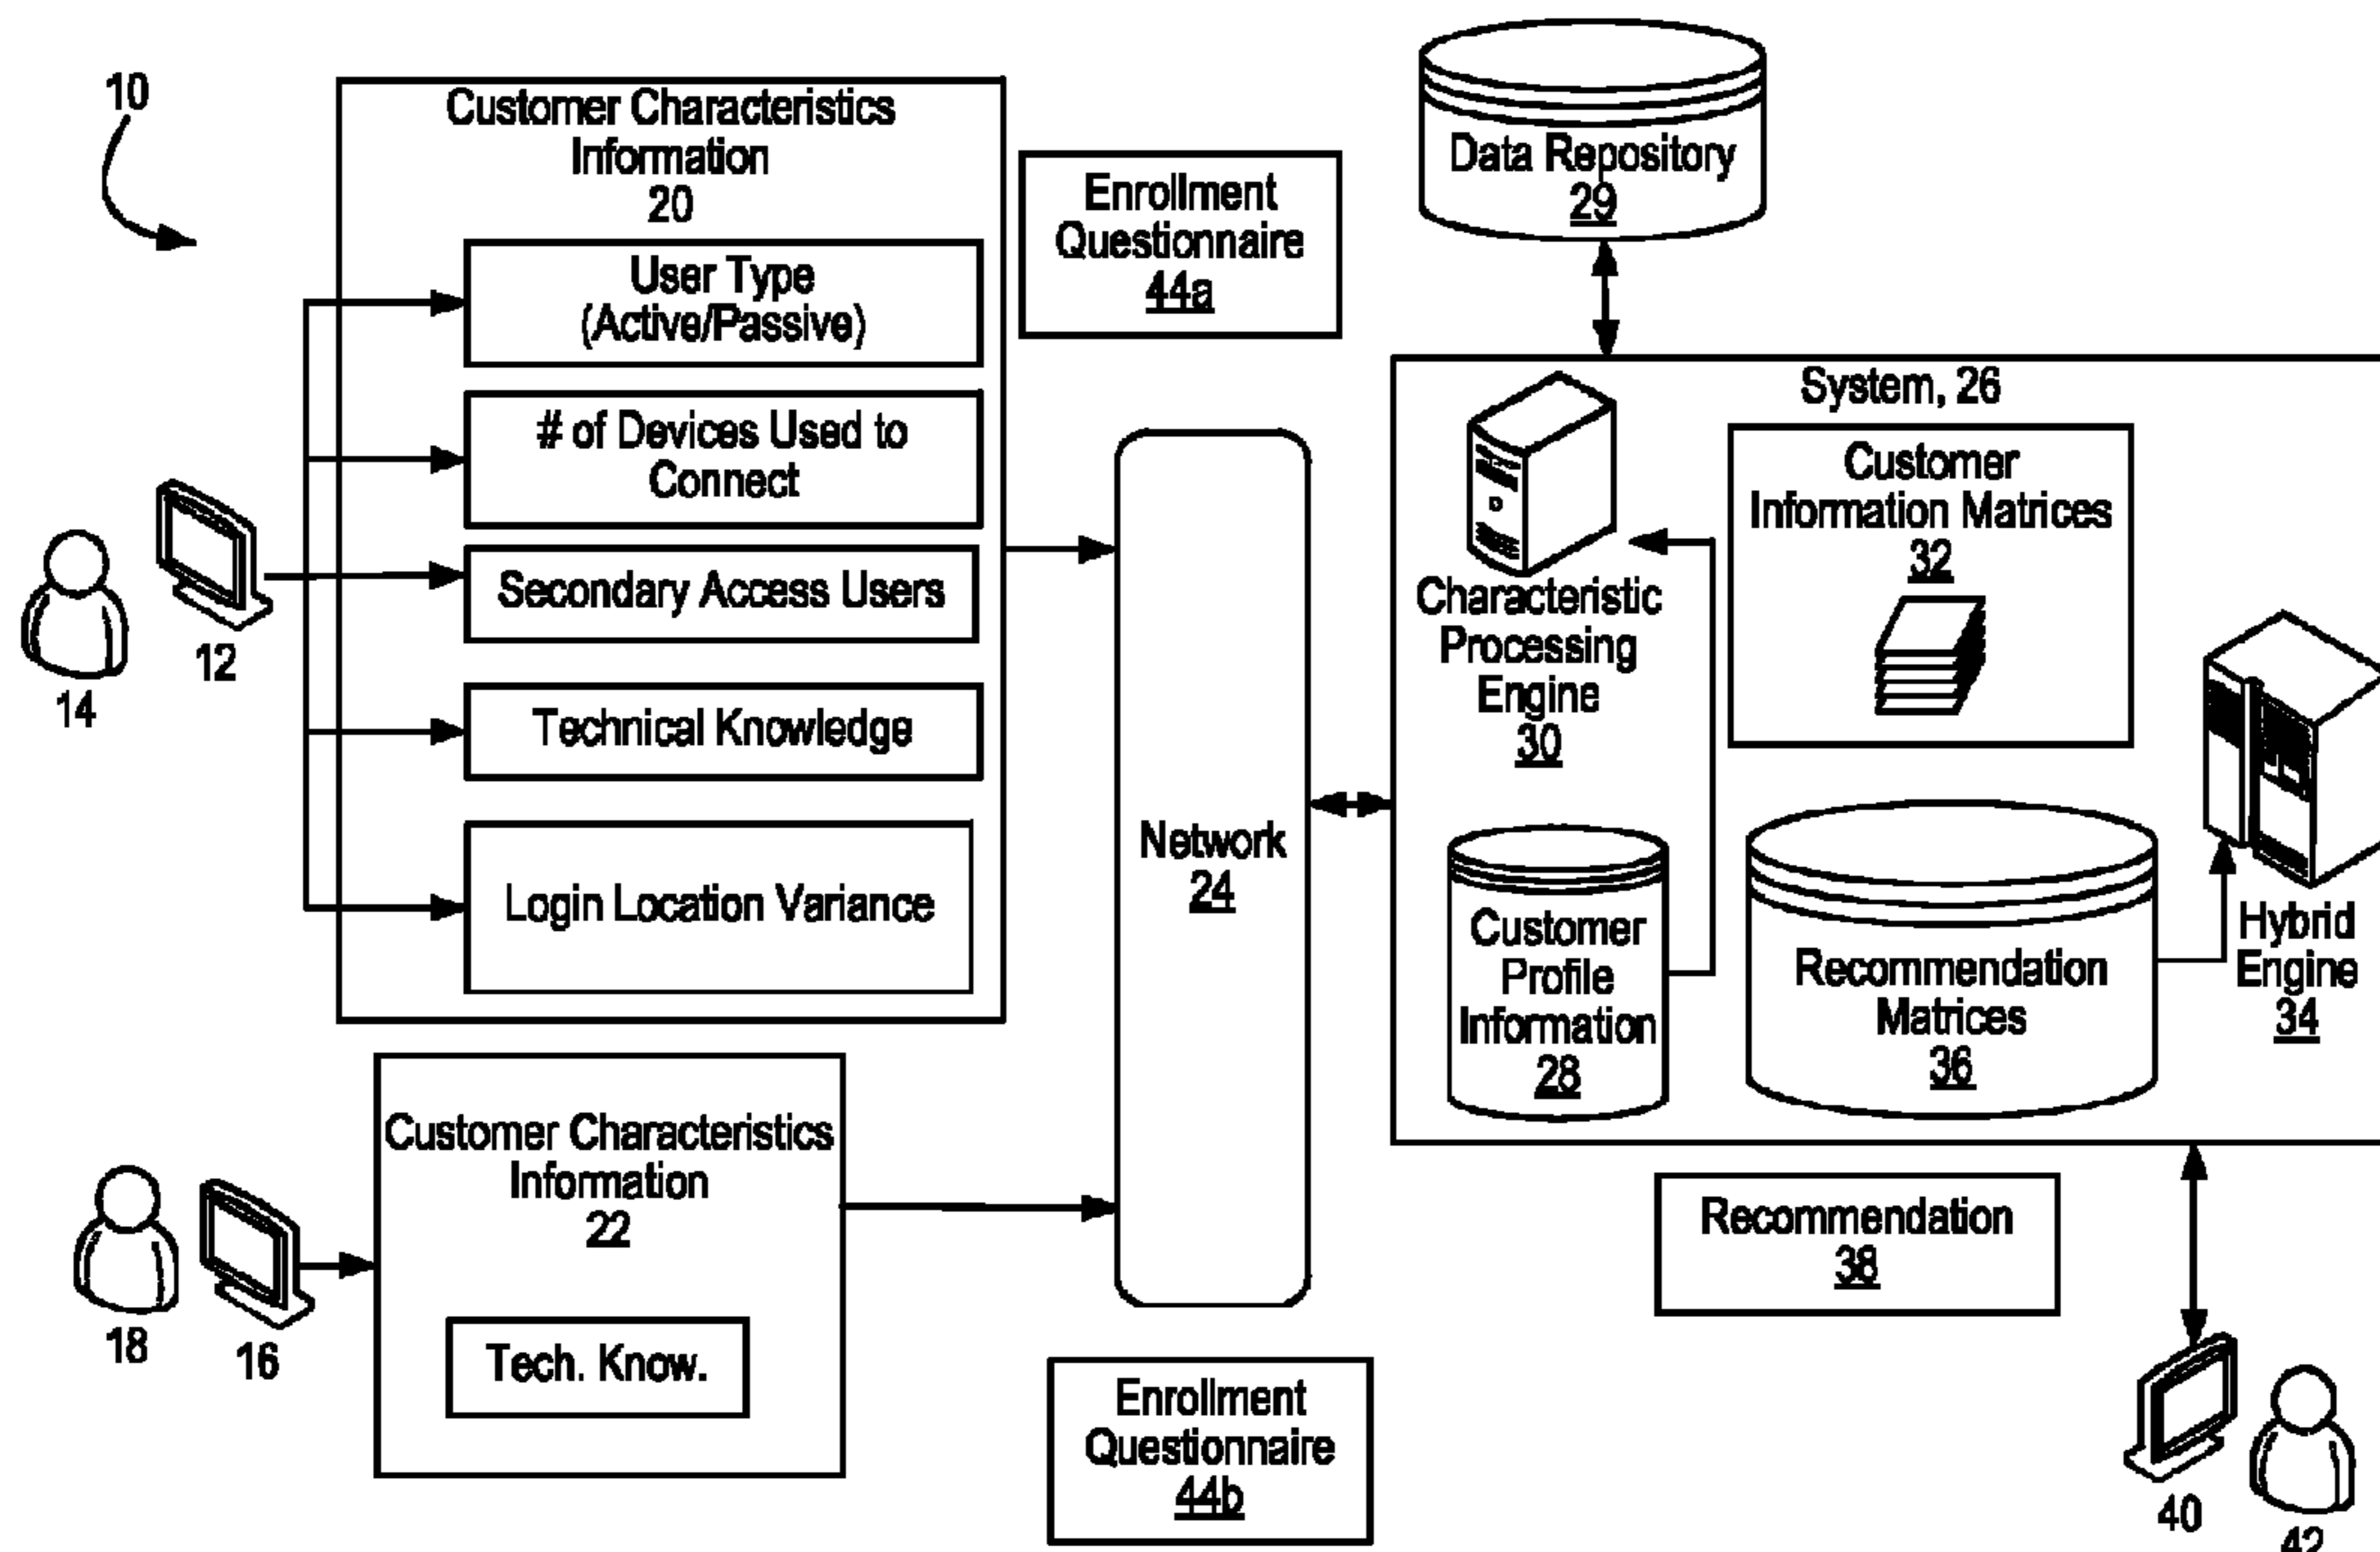 10
Customer Characteristics
Information
20
User Type
(Active/Passive)
# of Devices Used to
Connect
Secondary Access Users
Technical Knowledge
Login Location Variance
14
12
Enrollment
Questionnaire
44a
Data Repository
29
System, 26
Characteristic
Processing
Engine
30
Customer
Information Matrices
32
Network
24
Customer
Profile
Information
28
Recommendation
Matrices
36
Hybrid
Engine
34
Customer Characteristics
Information
22
Tech. Know.
18
16
Enrollment
Questionnaire
44b
Recommendation
38
40
42